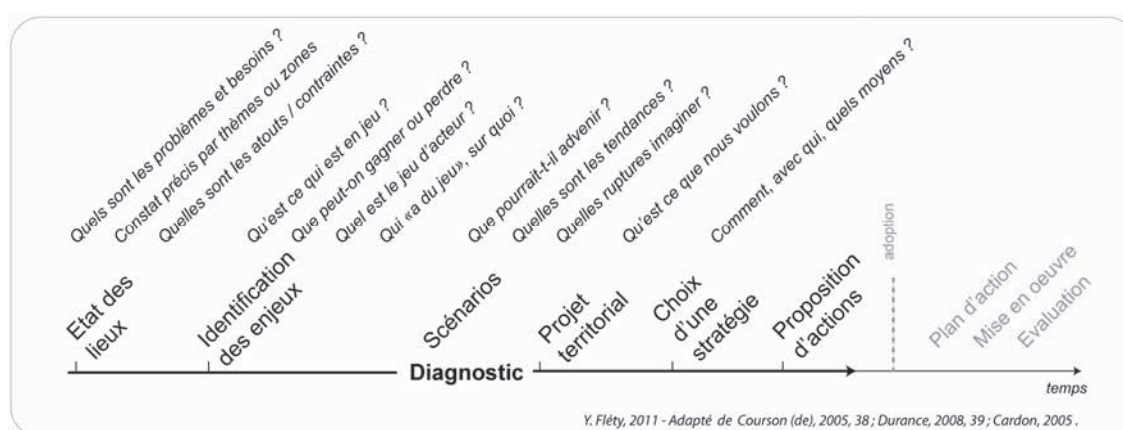 Quels sont les problèmes et besoins ?
Constat précis par thèmes ou zones
Quelles sont les atouts / contraintes ?
Qu'est ce qui est en jeu ?
Que peut-on gagner ou perdre ?
Quel est le jeu d'acteur ?
Qui «a du jeu», sur quoi ?
Que pourrait-t-il advenir ?
Quelles sont les tendances ?
Quelles ruptures imaginer ?
Qu'est ce que nous voulons ?
Comment, avec qui, quels moyens ?
adoption
Etat des
lieux
Identification
des enjeux
Scénarios
Projet
territorial
Choix
d'une
stratégie
Proposition
d'actions
Plan d'action
Mise en oeuvre
Evaluation
Diagnostic
temps
Y. Fléty, 2011 - Adapté de Courson (de), 2005, 38 ; Durance, 2008, 39 ; Cardon, 2005 .